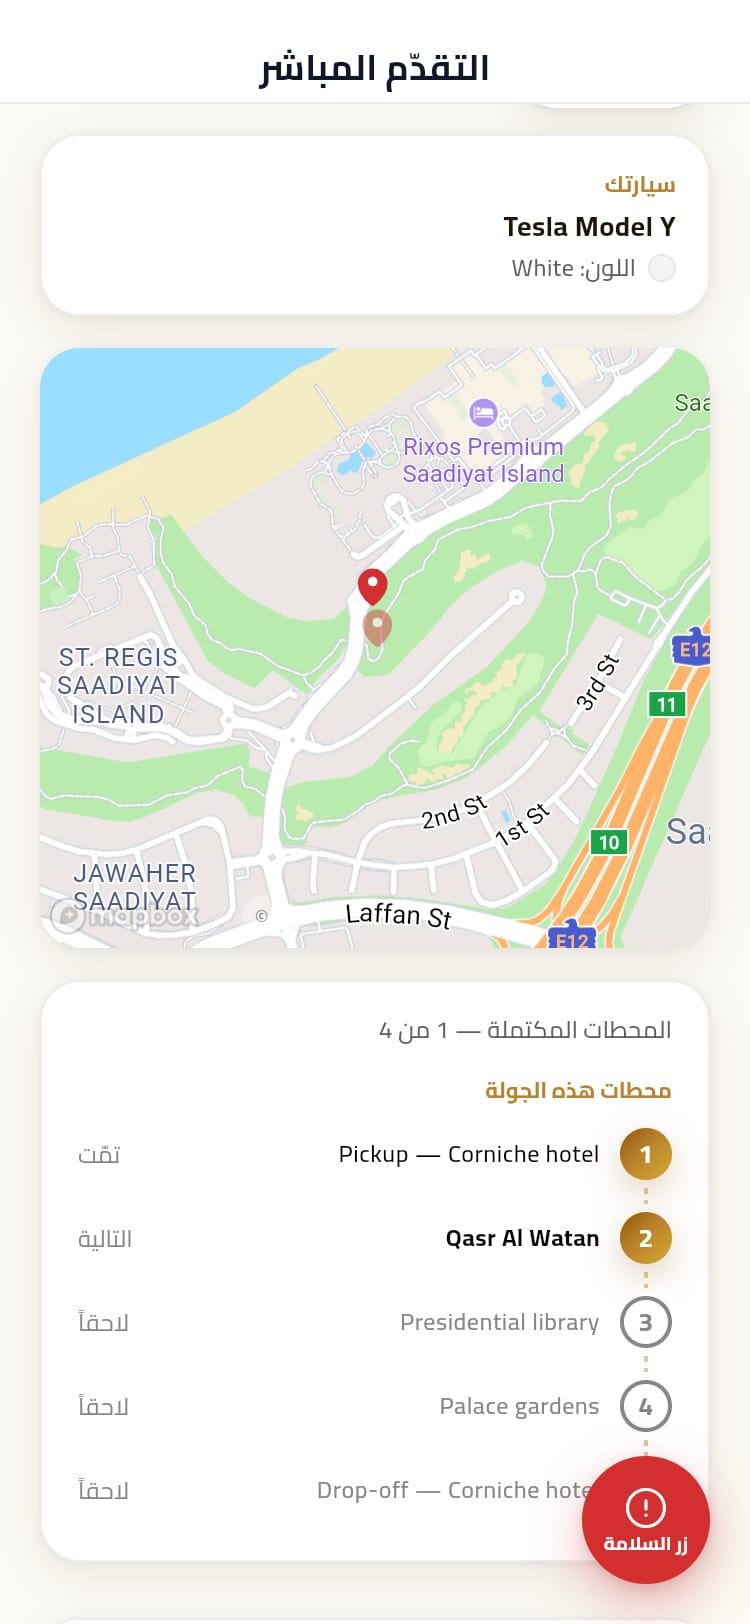 التقدّم المباشر
سيارتك
Tesla Model Y
اللون: White
Saa
Rixos Premium
Saadiyat Island
ST. REGIS
SAADIYAT
ISLAND
E12
3rd St
11
2nd St
1st St
10
Sa
JAWAHER
SAADIYAT
mapbox
©
Laffan St
E12
المحطات المكتملة — 1 من 4
محطات هذه الجولة
1 Pickup — Corniche hotel تمّت
2 Qasr Al Watan التالية
3 Presidential library لاحقاً
4 Palace gardens لاحقاً
Drop-off — Corniche hote لاحقاً
زر السلامة